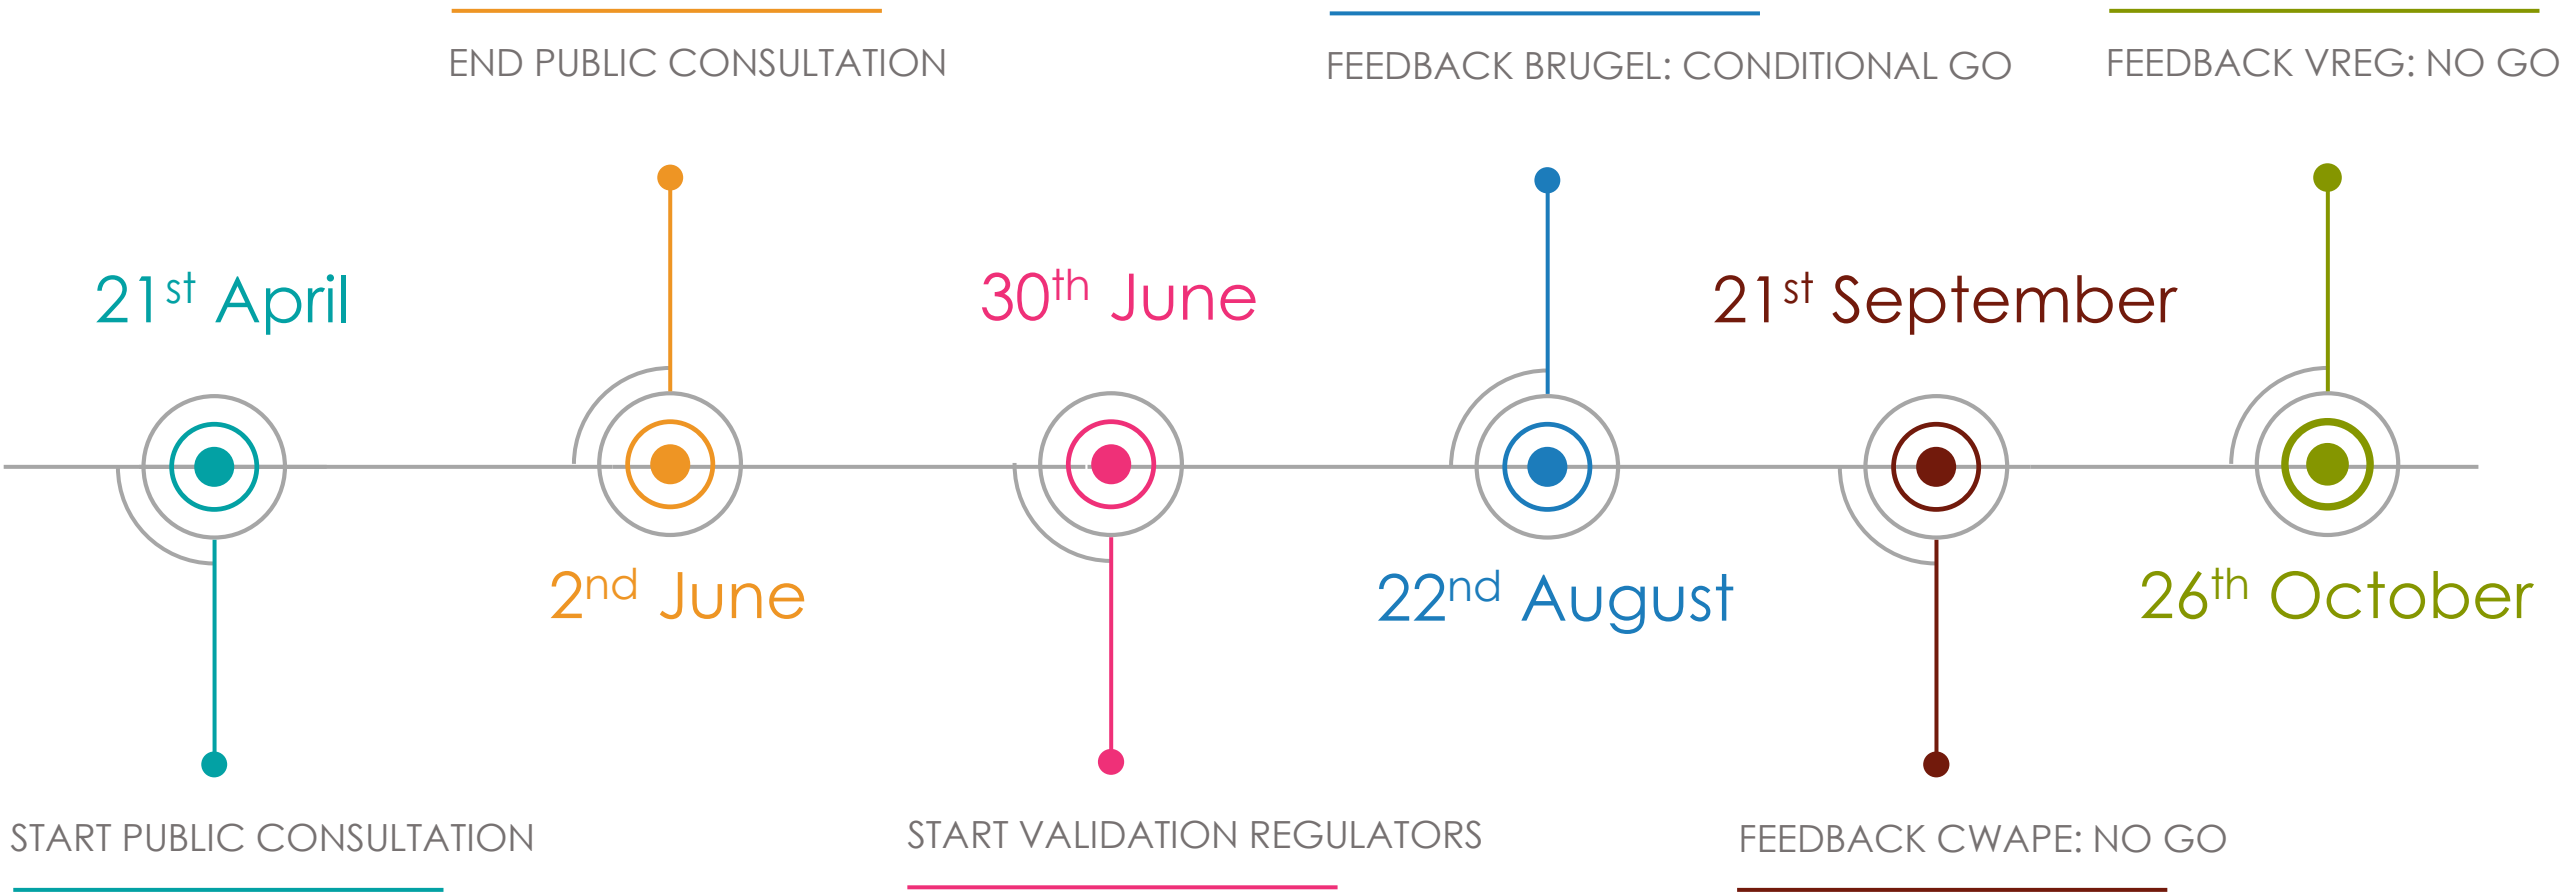 END PUBLIC CONSULTATION
FEEDBACK BRUGEL: CONDITIONAL GO
FEEDBACK VREG: NO GO
21st April
30th June
21st September
2nd June
22nd August
26th October
START PUBLIC CONSULTATION
START VALIDATION REGULATORS
FEEDBACK CWAPE: NO GO